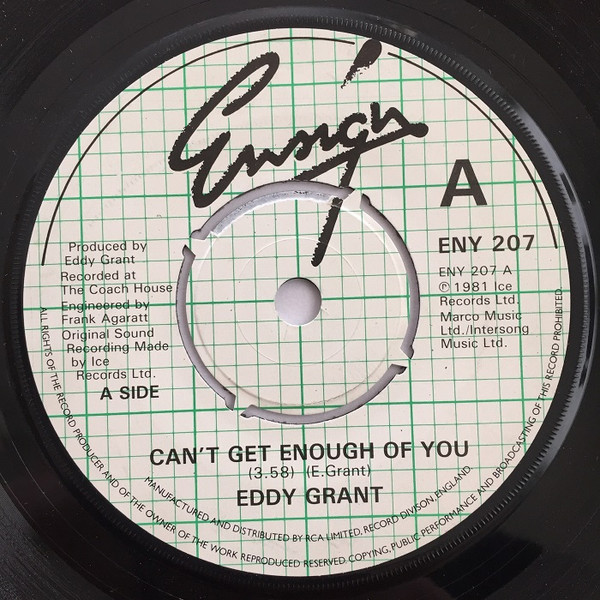 Ensign
A
ENY 207
Produced by
Eddy Grant
Recorded at
The Coach House
Engineered by
Frank Agaratt
Original Sound
Recording Made
by Ice
Records Ltd.
A SIDE
ENY 207 A
℗ 1981 Ice
Records Ltd.
Marco Music
Ltd./Intersong
Music Ltd.
CAN'T GET ENOUGH OF YOU
(3.58) (E.Grant)
EDDY GRANT
MANUFACTURED AND DISTRIBUTED BY RCA LIMITED. RECORD DIVISON ENGLAND
ALL RIGHTS OF THE RECORD PRODUCER AND OF THE OWNER OF THE WORK REPRODUCED RESERVED. COPYING, PUBLIC PERFORMANCE AND BROADCASTING OF THIS RECORD PROHIBITED.